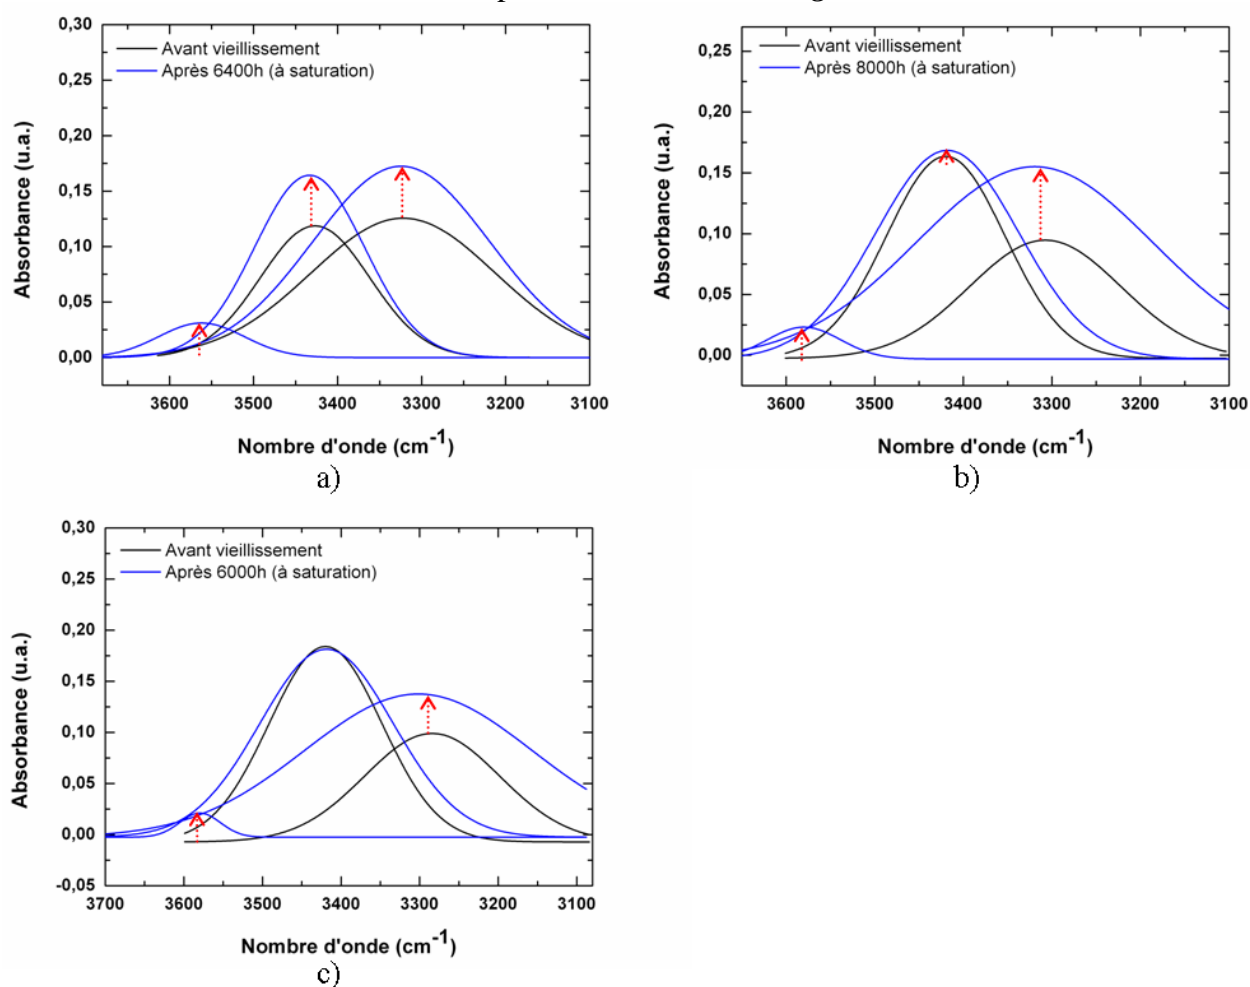 0,30
Avant vieillissement
Après 6400h (à saturation)
0,25
0,20
0,15
0,10
0,05
0,00
Absorbance (u.a.)
3600 3500 3400 3300 3200 3100
Nombre d'onde (cm-1)
a)
0,25
Avant vieillissement
Après 8000h (à saturation)
0,20
0,15
0,10
0,05
0,00
Absorbance (u.a.)
3600 3500 3400 3300 3200 3100
Nombre d'onde (cm-1)
b)
0,30
Avant vieillissement
Après 6000h (à saturation)
0,25
0,20
0,15
0,10
0,05
0,00
-0,05
Absorbance (u.a.)
3700 3600 3500 3400 3300 3200 3100
Nombre d'onde (cm-1)
c)